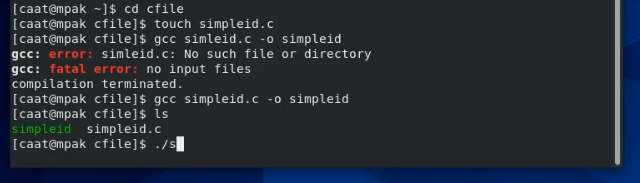 [caat@mpak ~]$ cd cfile
[caat@mpak cfile]$ touch simpleid.c
[caat@mpak cfile]$ gcc simleid.c -o simpleid
gcc: error: simleid.c: No such file or directory
gcc: fatal error: no input files
compilation terminated.
[caat@mpak cfile]$ gcc simpleid.c -o simpleid
[caat@mpak cfile]$ ls
simpleid  simpleid.c
[caat@mpak cfile]$ ./s